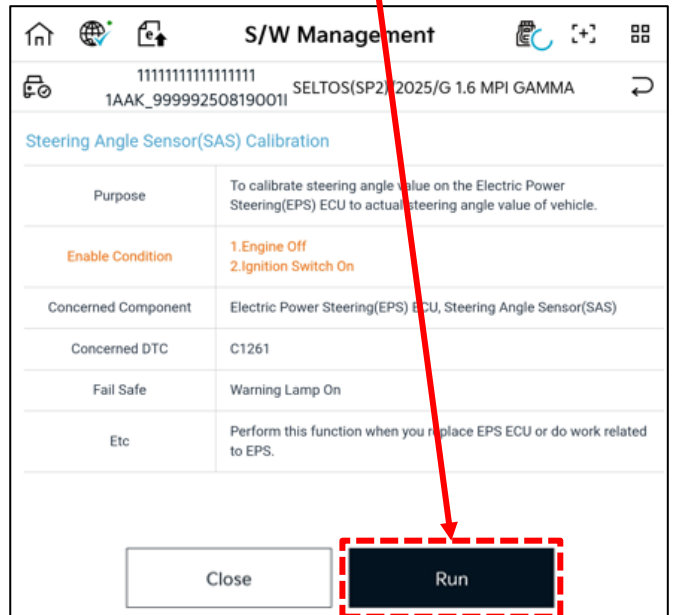 S/W Management
1111111111111111
1AAK_99999250819001I
SELTOS(SP2)/2025/G 1.6 MPI GAMMA
Steering Angle Sensor(SAS) Calibration
Purpose
To calibrate steering angle value on the Electric Power
Steering(EPS) ECU to actual steering angle value of vehicle.
Enable Condition
1.Engine Off
2.Ignition Switch On
Concerned Component
Electric Power Steering(EPS) ECU, Steering Angle Sensor(SAS)
Concerned DTC
C1261
Fail Safe
Warning Lamp On
Etc
Perform this function when you replace EPS ECU or do work related
to EPS.
Close
Run